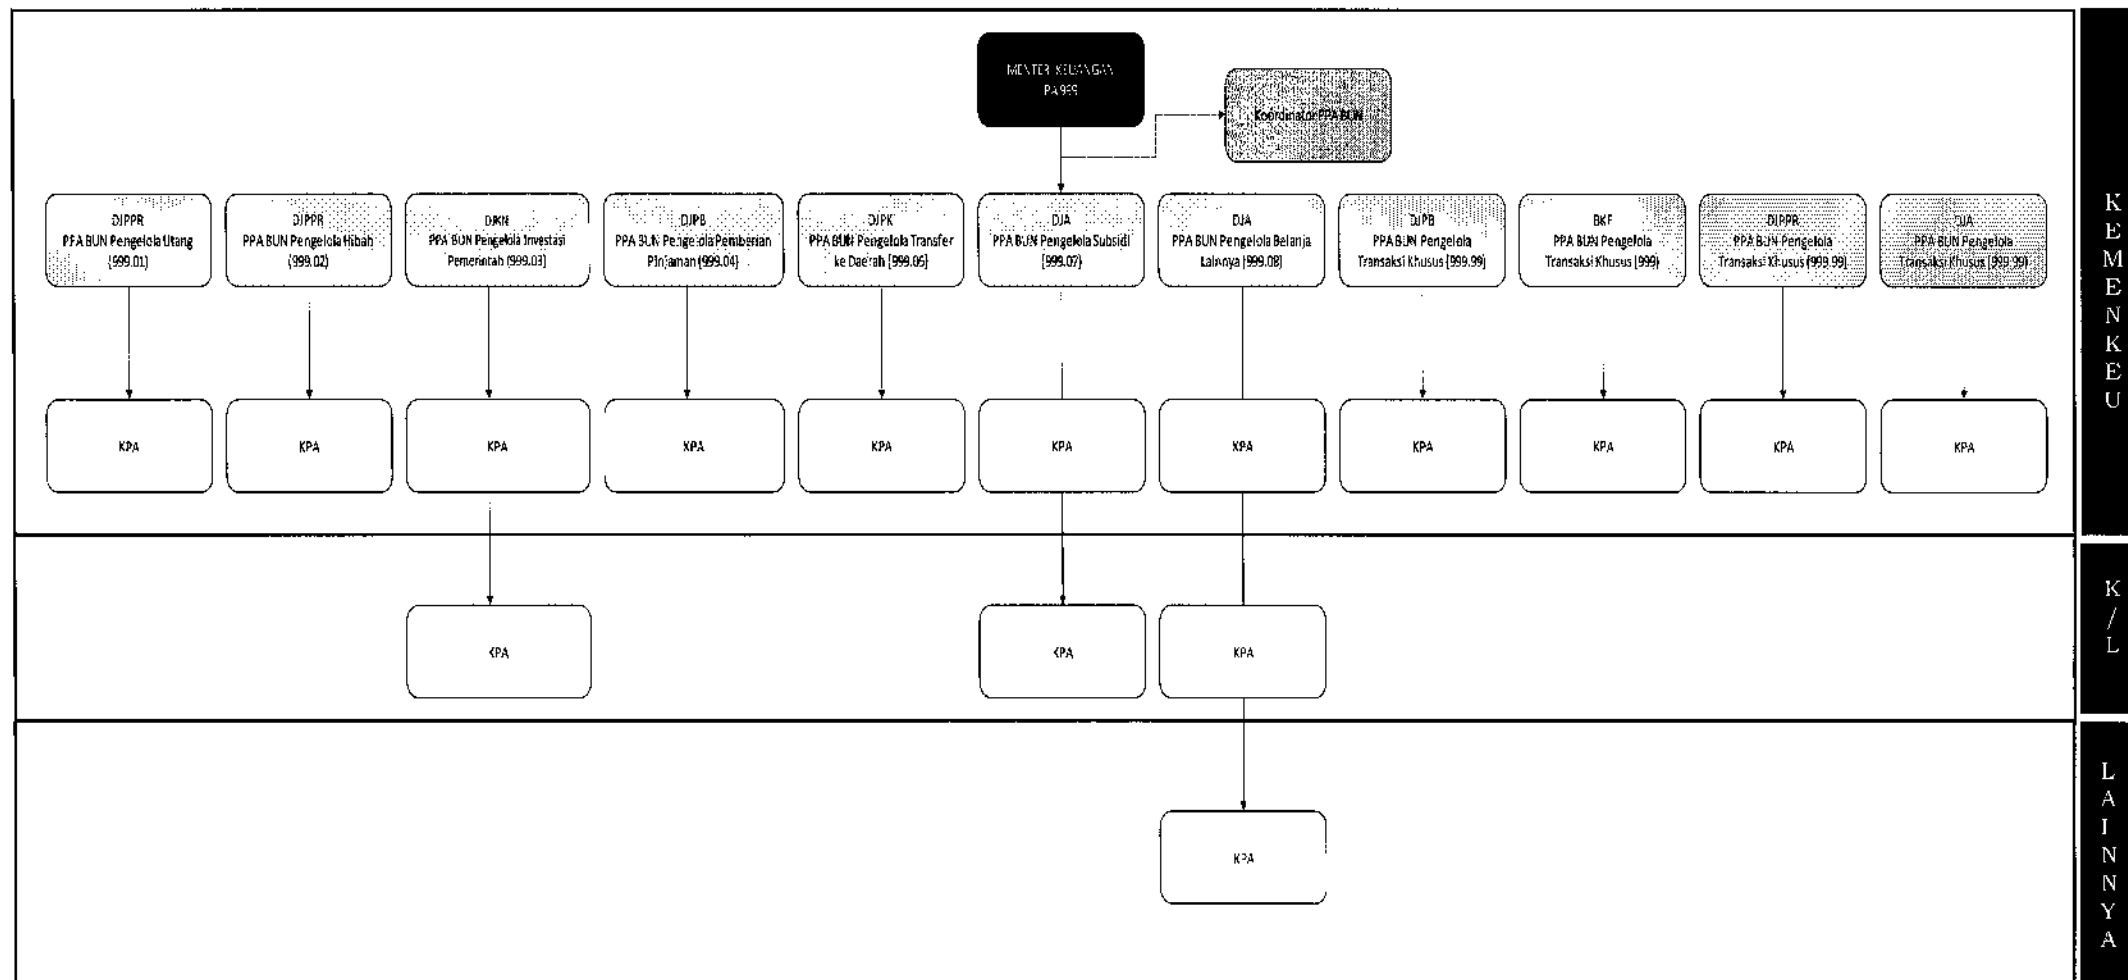 MENTERI KEUANGAN
PA 999
Koordinator PPA BUN
DJPPR
PPA BUN Pengelola Utang
(999.01)
DJPPR
PPA BUN Pengelola Hibah
(999.02)
DJKN
PPA BUN Pengelola Investasi
Pemerintah (999.03)
DJPB
PPA BUN Pengelola Pemberian
Pinjaman (999.04)
DJPK
PPA BUN Pengelola Transfer
ke Daerah (999.05)
DJA
PPA BUN Pengelola Subsidi
(999.07)
DJA
PPA BUN Pengelola Belanja
Lainnya (999.08)
DJPB
PPA BUN Pengelola
Transaksi Khusus (999.99)
BKF
PPA BUN Pengelola
Transaksi Khusus (999)
DJPPR
PPA BUN Pengelola
Transaksi Khusus (999.99)
DJA
PPA BUN Pengelola
Transaksi Khusus (999.99)
KPA
KPA
KPA
KPA
KPA
KPA
KPA
KPA
KPA
KPA
KPA
KEMENKEU
KPA
KPA
KPA
K/L
KPA
LAINNYA